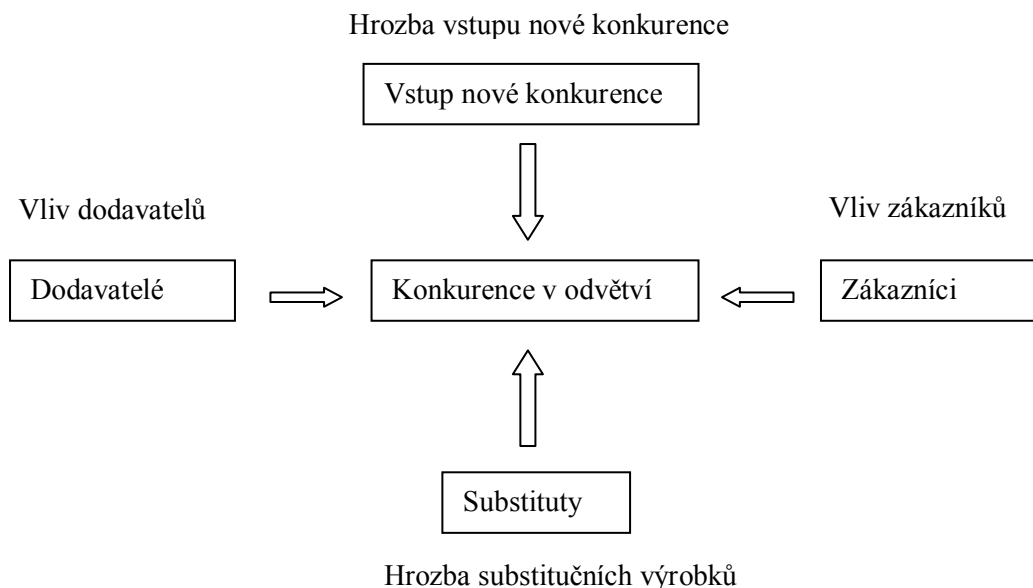 Hrozba vstupu nové konkurence
Vstup nové konkurence
Vliv dodavatelů
Vliv zákazníků
Dodavatelé
Konkurence v odvětví
Zákazníci
Substituty
Hrozba substitučních výrobků